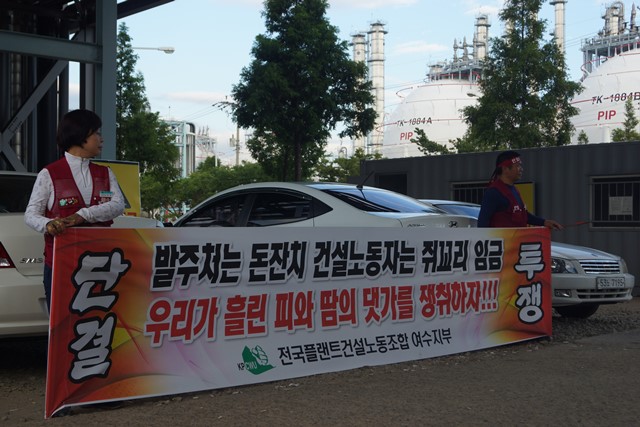 TK-1884A
PIP
TK-1884B
PIP
단결
발주처는 돈잔치 건설노동자는 쥐꼬리 임금
우리가 흘린 피와 땀의 댓가를 쟁취하자!!!
투쟁
KPCWU
전국플랜트건설노동조합 여수지부